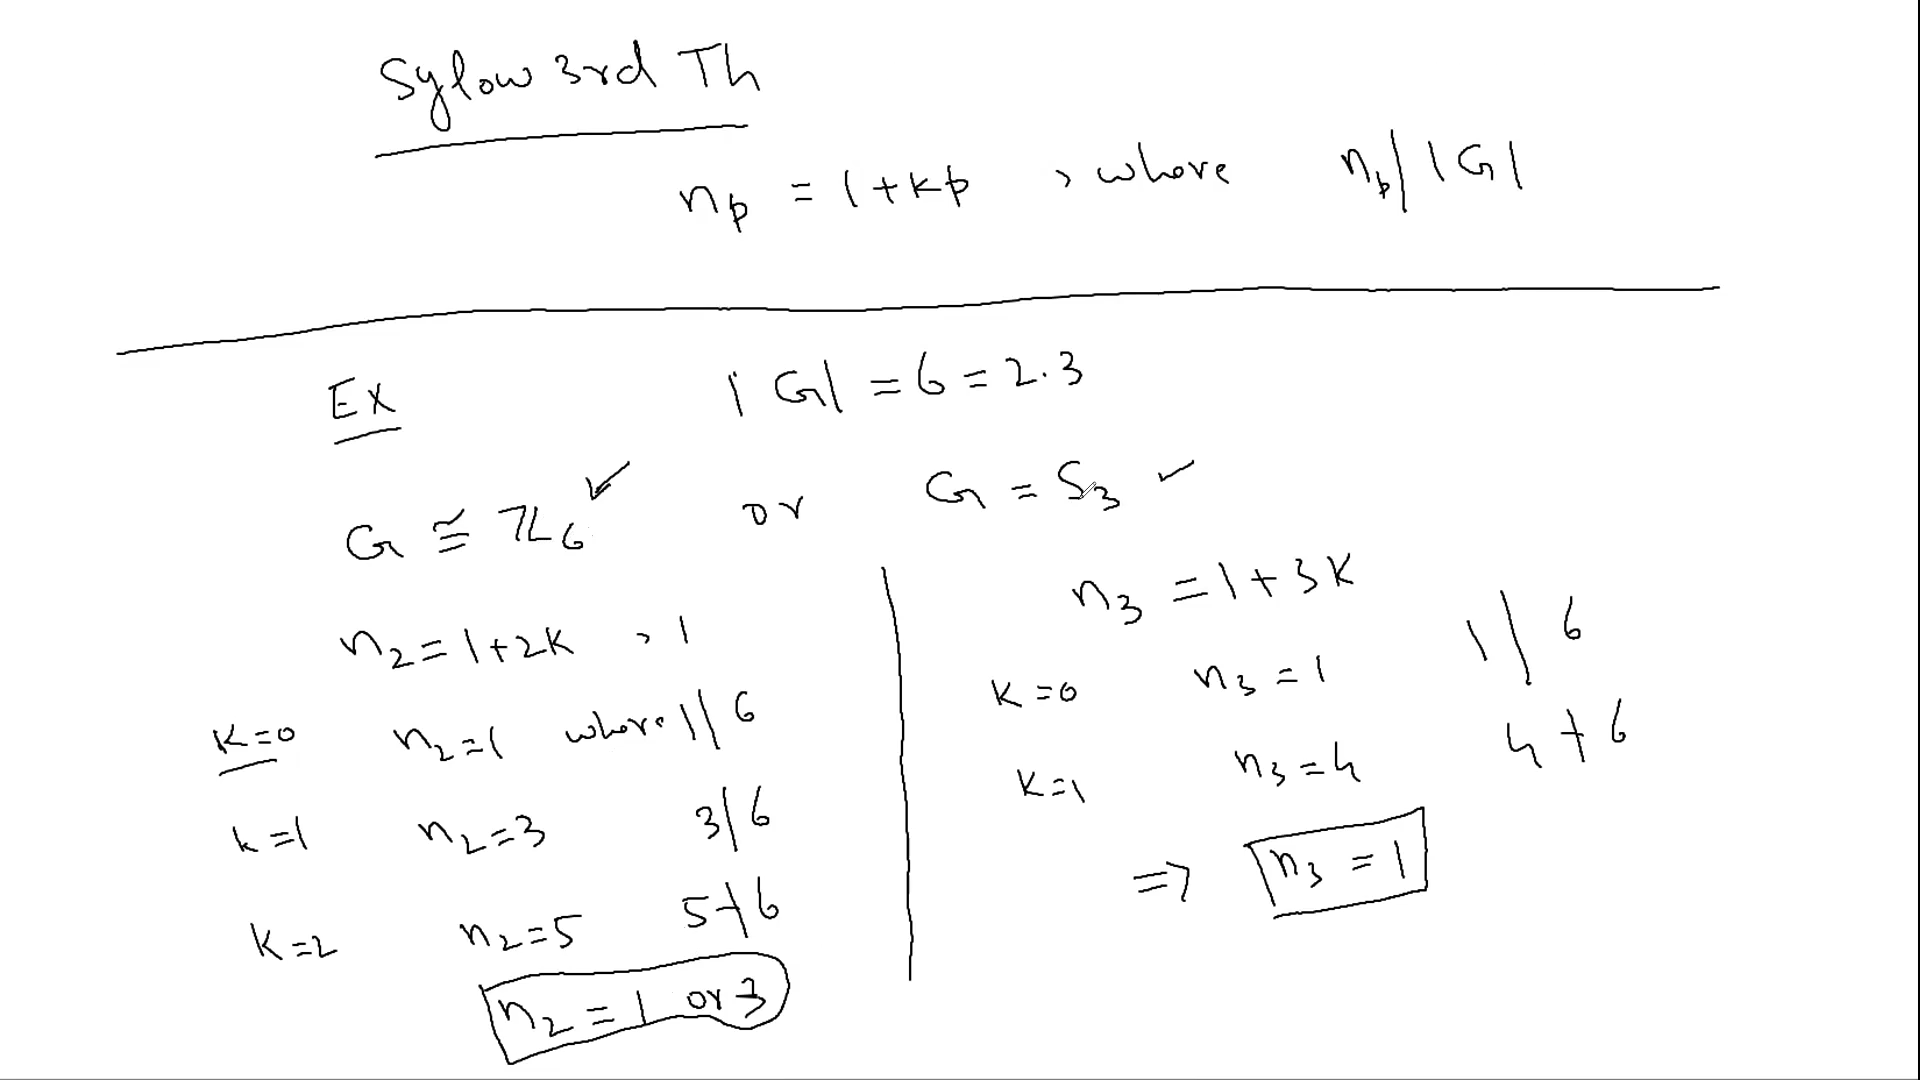 Sylow 3rd Th
n_p = 1+kp , where n_p | |G|
Ex |G| = 6 = 2.3
G ≅ ℤ_6 ✓ or G = S_3 ✓
n_2 = 1+2K , 1
K=0 n_2=1 where 1|6
k=1 n_2=3 3|6
K=2 n_2=5 5∤6
n_2 = 1 or 3
n_3 = 1+3K
K=0 n_3=1 1|6
K=1 n_3=4 4∤6
⇒ n_3 = 1